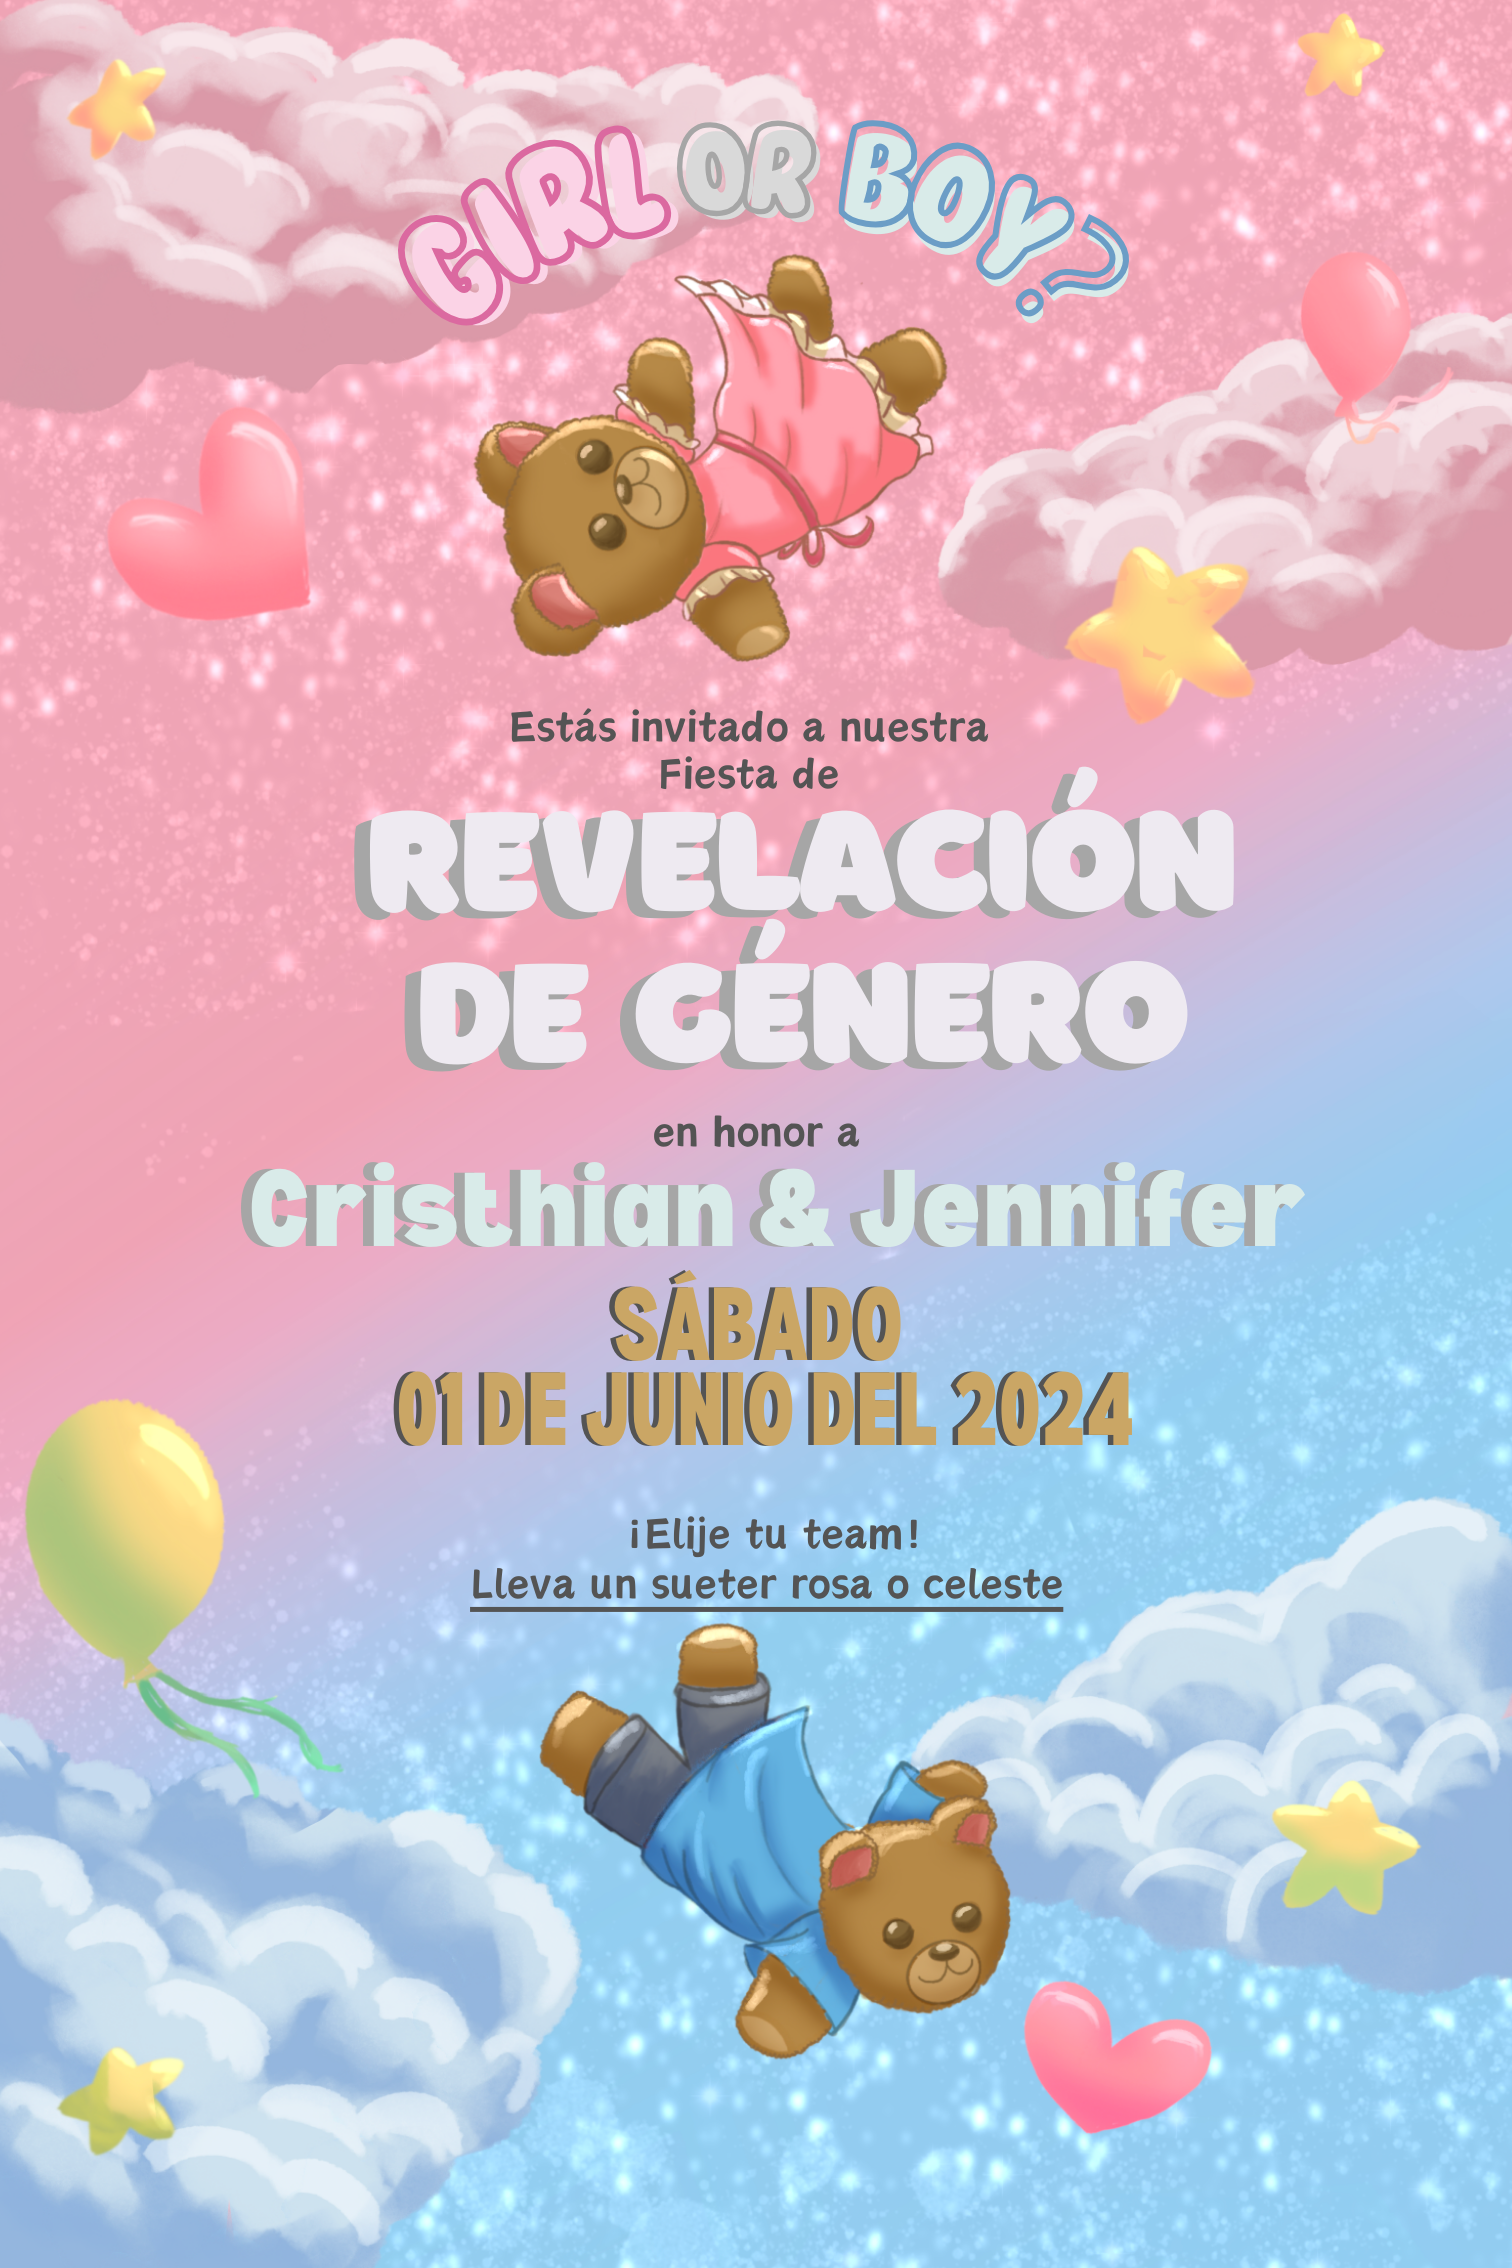 GIRL OR BOY?
Estás invitado a nuestra
Fiesta de
REVELACIÓN
DE GÉNERO
en honor a
Cristhian & Jennifer
SÁBADO
01 DE JUNIO DEL 2024
¡Elije tu team!
Lleva un sueter rosa o celeste